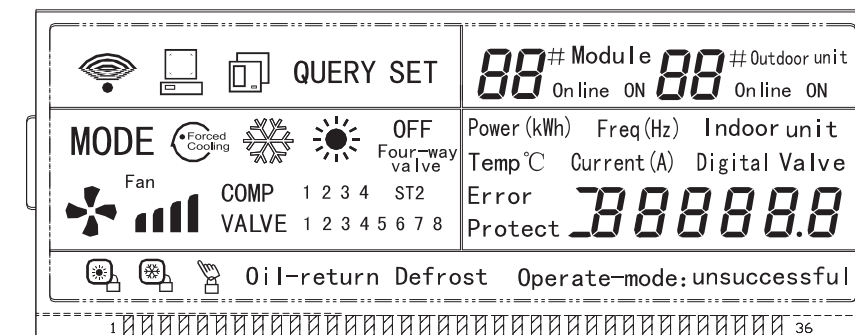 QUERY SET
88# Module Online ON 88# Outdoor unit Online ON
MODE Forced Cooling OFF Four-way valve
Power(kWh) Freq(Hz) Indoor unit
Temp℃ Current(A) Digital Valve
Fan
COMP 1 2 3 4 ST2
VALVE 1 2 3 4 5 6 7 8
Error
Protect 88888.8
Oil-return Defrost Operate-mode:unsuccessful
1 36